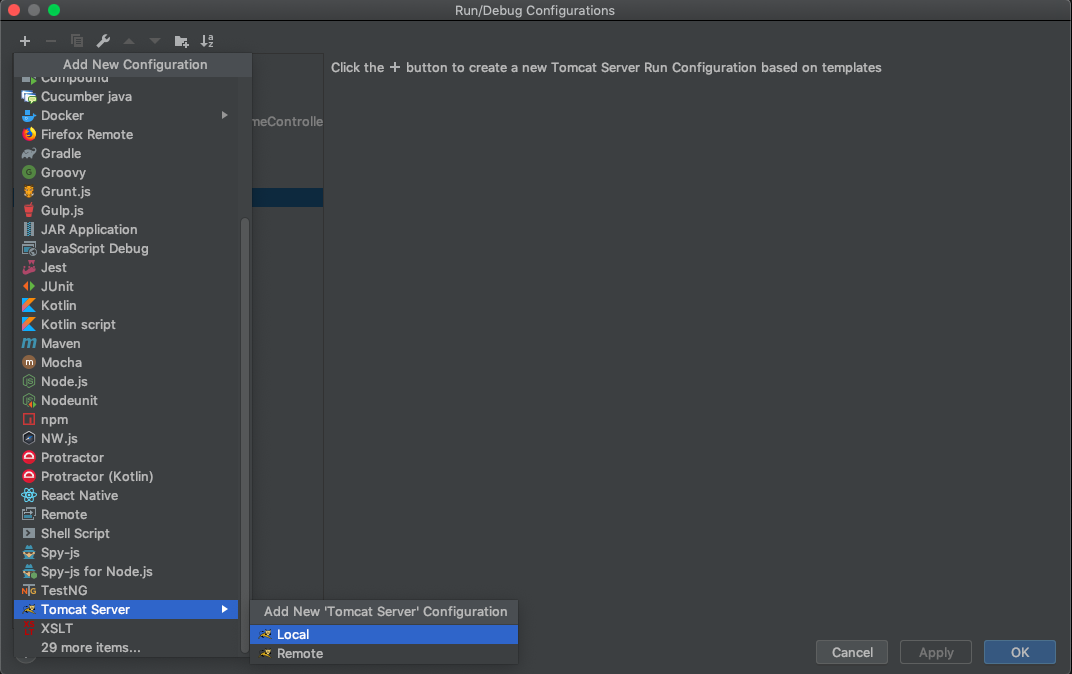 Run/Debug Configurations
Add New Configuration
Click the + button to create a new Tomcat Server Run Configuration based on templates
Compound
Cucumber java
Docker
meControlle
Firefox Remote
Gradle
Groovy
Grunt.js
Gulp.js
JAR Application
JavaScript Debug
Jest
JUnit
Kotlin
Kotlin script
Maven
Mocha
Node.js
Nodeunit
npm
NW.js
Protractor
Protractor (Kotlin)
React Native
Remote
Shell Script
Spy-js
Spy-js for Node.js
TestNG
Tomcat Server
XSLT
29 more items...
Add New 'Tomcat Server' Configuration
Local
Remote
Cancel
Apply
OK